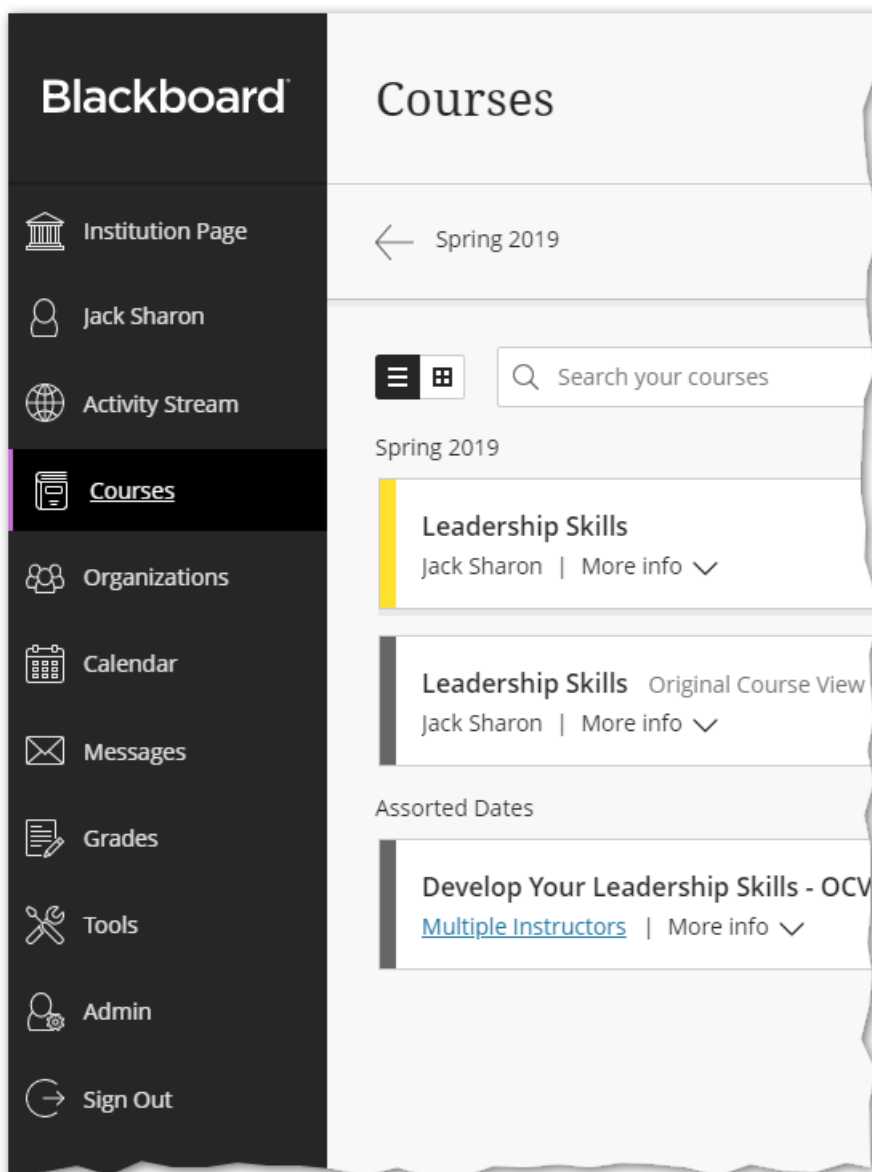 Blackboard
Institution Page
Jack Sharon
Activity Stream
Courses
Organizations
Calendar
Messages
Grades
Tools
Admin
Sign Out
Courses
Spring 2019
Search your courses
Spring 2019
Leadership Skills
Jack Sharon | More info
Leadership Skills Original Course View
Jack Sharon | More info
Assorted Dates
Develop Your Leadership Skills - OCV
Multiple Instructors | More info